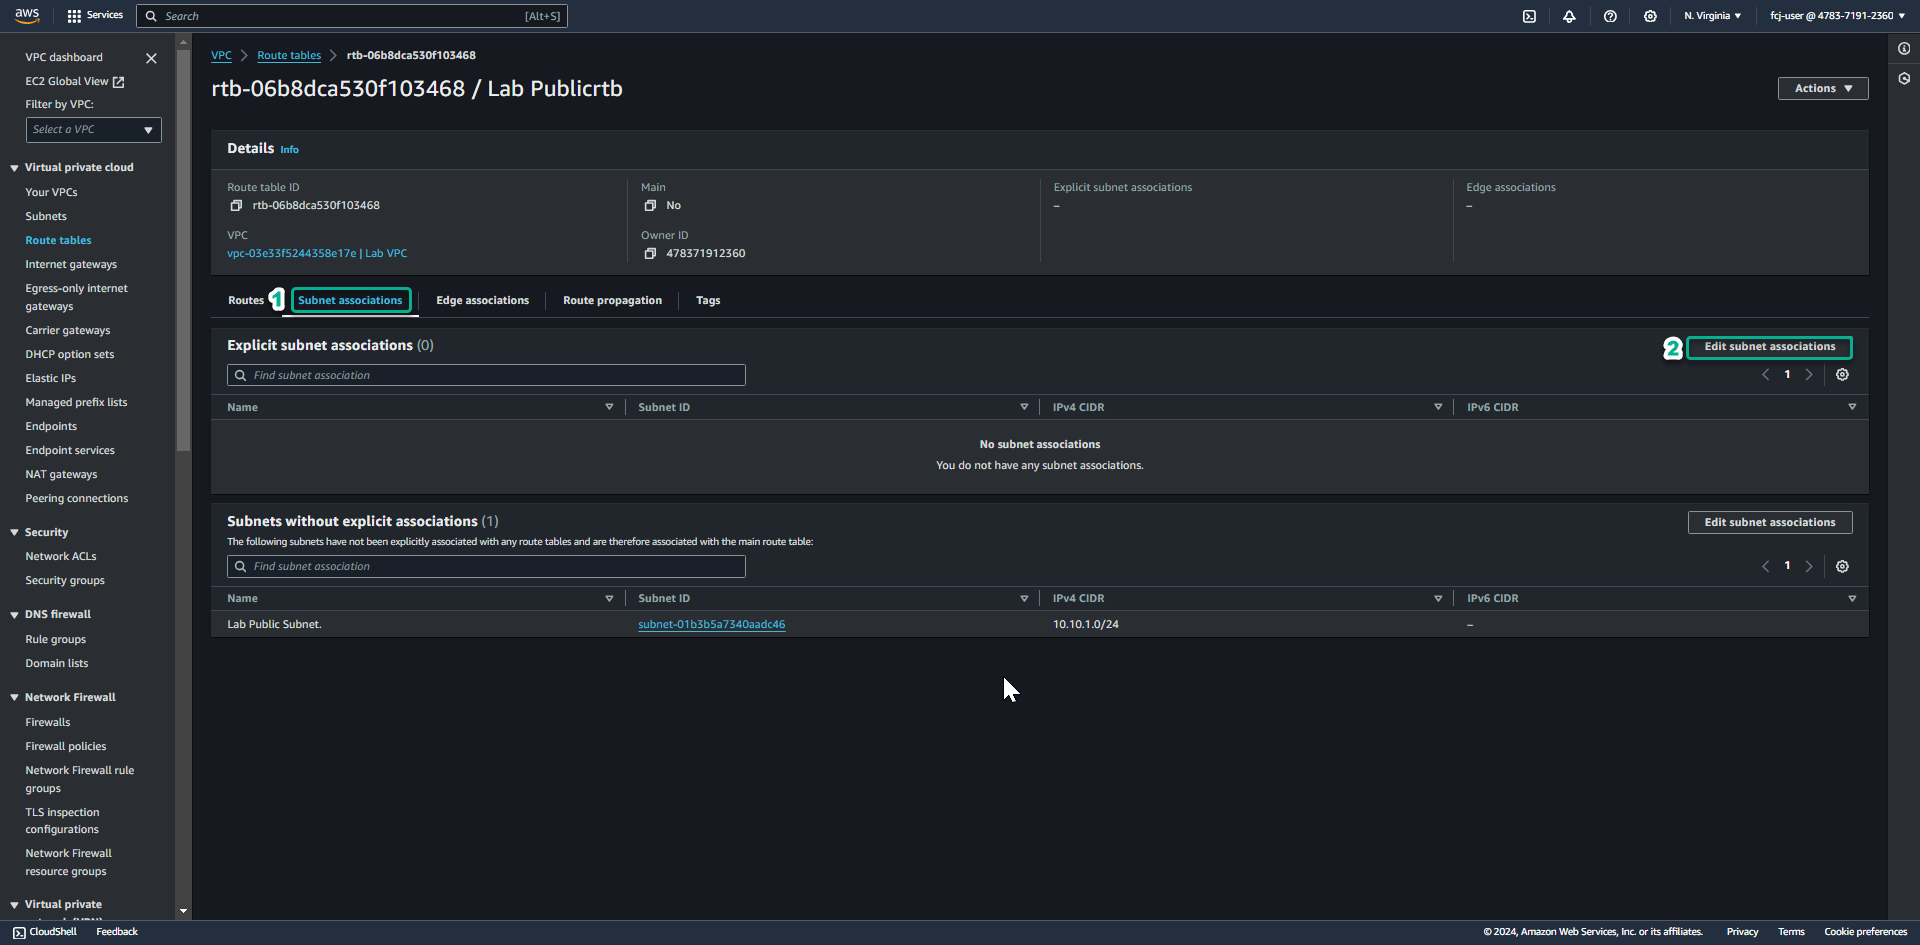 aws
Services
Search
[Alt+S]
N. Virginia
fcj-user @ 4783-7191-2360
VPC dashboard
EC2 Global View
Filter by VPC:
Select a VPC
Virtual private cloud
Your VPCs
Subnets
Route tables
Internet gateways
Egress-only internet
gateways
Carrier gateways
DHCP option sets
Elastic IPs
Managed prefix lists
Endpoints
Endpoint services
NAT gateways
Peering connections
Security
Network ACLs
Security groups
DNS firewall
Rule groups
Domain lists
Network Firewall
Firewalls
Firewall policies
Network Firewall rule
groups
TLS inspection
configurations
Network Firewall
resource groups
Virtual private
VPC
Route tables
rtb-06b8dca530f103468
rtb-06b8dca530f103468 / Lab Publicrtb
Actions
Details Info
Route table ID
rtb-06b8dca530f103468
Main
No
Explicit subnet associations
–
Edge associations
–
VPC
vpc-03e33f5244358e17e | Lab VPC
Owner ID
478371912360
Routes
1
Subnet associations
Edge associations
Route propagation
Tags
Explicit subnet associations (0)
2
Edit subnet associations
Find subnet association
1
Name
Subnet ID
IPv4 CIDR
IPv6 CIDR
No subnet associations
You do not have any subnet associations.
Subnets without explicit associations (1)
Edit subnet associations
The following subnets have not been explicitly associated with any route tables and are therefore associated with the main route table:
Find subnet association
1
Name
Subnet ID
IPv4 CIDR
IPv6 CIDR
Lab Public Subnet.
subnet-01b3b5a7340aadc46
10.10.1.0/24
–
CloudShell
Feedback
© 2024, Amazon Web Services, Inc. or its affiliates.
Privacy
Terms
Cookie preferences